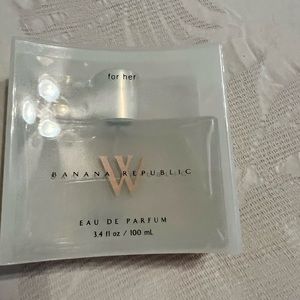 for her
W
BANANA REPUBLIC
EAU DE PARFUM
3.4 fl oz / 100 mL